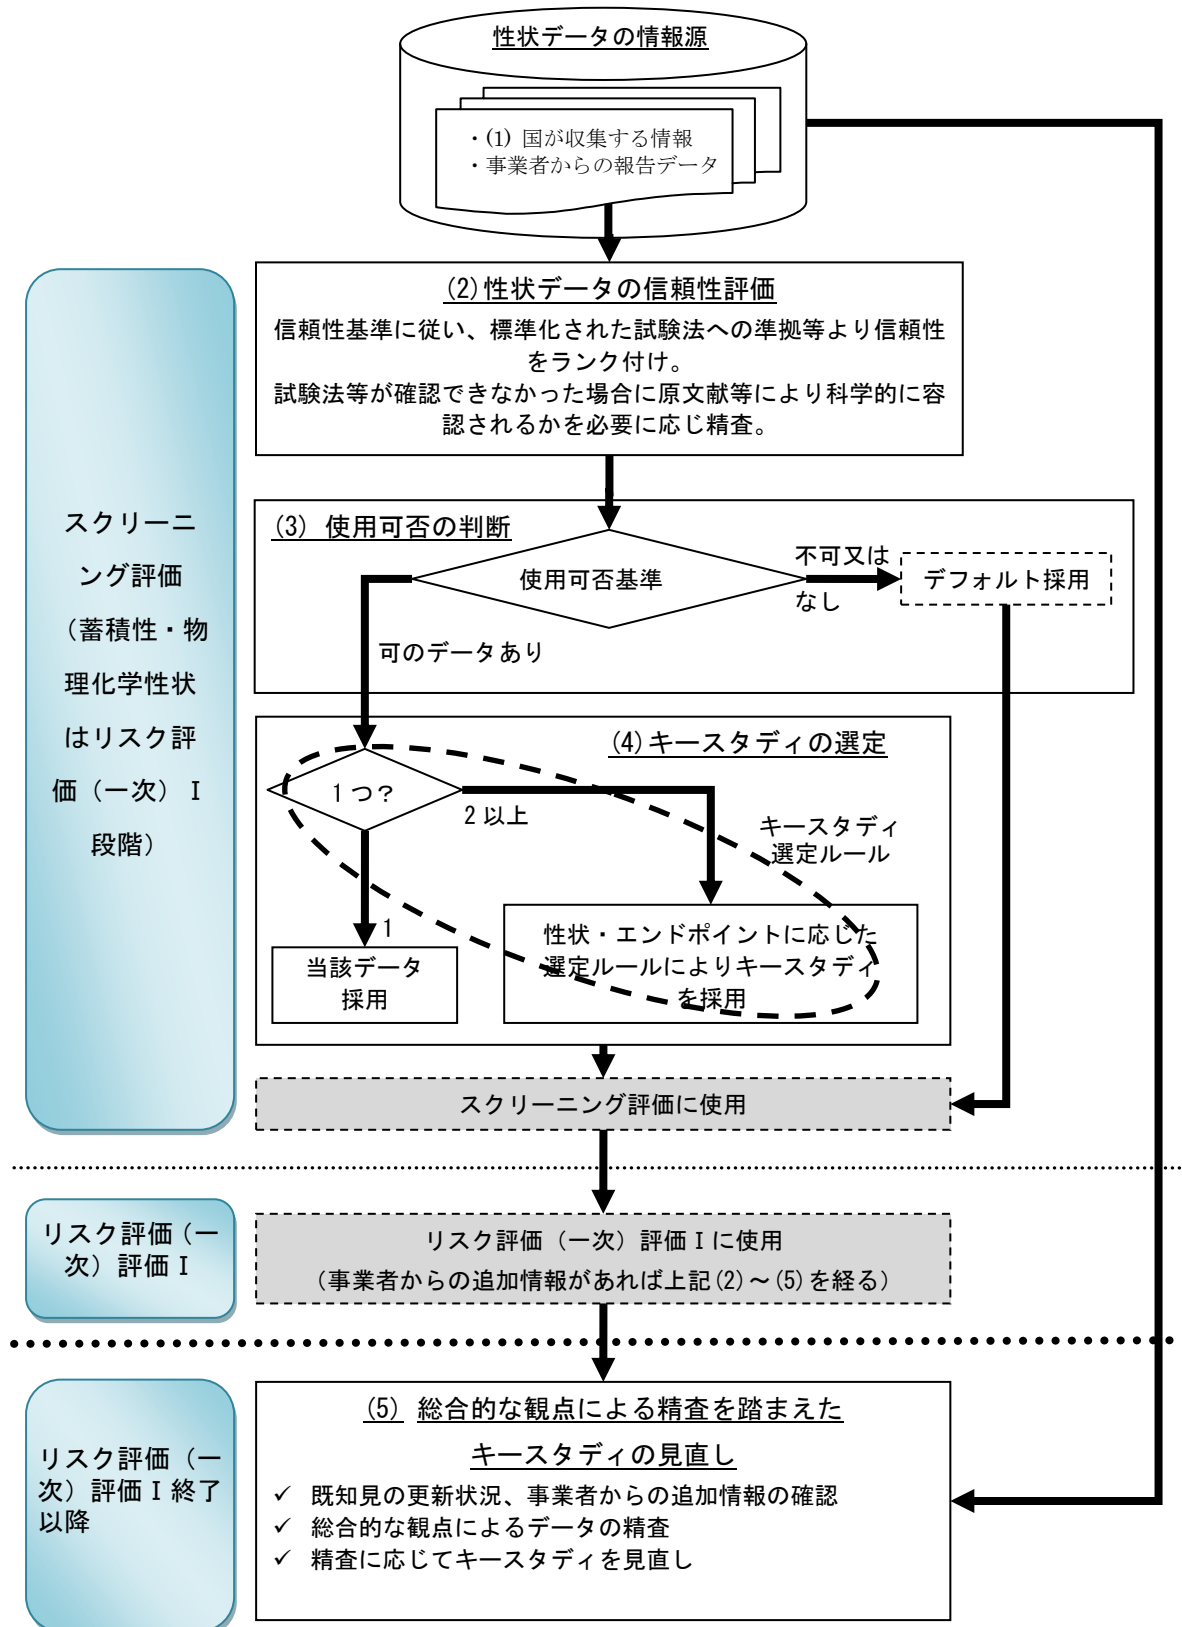 性状データの情報源
・(1) 国が収集する情報
・事業者からの報告データ
スクリーニ
ング評価
（蓄積性・物
理化学性状
はリスク評
価（一次）Ⅰ
段階）
(2)性状データの信頼性評価
信頼性基準に従い、標準化された試験法への準拠等より信頼性
をランク付け。
試験法等が確認できなかった場合に原文献等により科学的に容
認されるかを必要に応じ精査。
(3) 使用可否の判断
使用可否基準
不可又は
なし
デフォルト採用
可のデータあり
(4)キースタディの選定
1つ？
2以上
キースタディ
選定ルール
1
当該データ
採用
性状・エンドポイントに応じた
選定ルールによりキースタディ
を採用
スクリーニング評価に使用
リスク評価（一
次）評価Ⅰ
リスク評価（一次）評価Ⅰに使用
（事業者からの追加情報があれば上記(2)～(5)を経る）
リスク評価（一
次）評価Ⅰ終了
以降
(5) 総合的な観点による精査を踏まえた
キースタディの見直し
✓ 既知見の更新状況、事業者からの追加情報の確認
✓ 総合的な観点によるデータの精査
✓ 精査に応じてキースタディを見直し